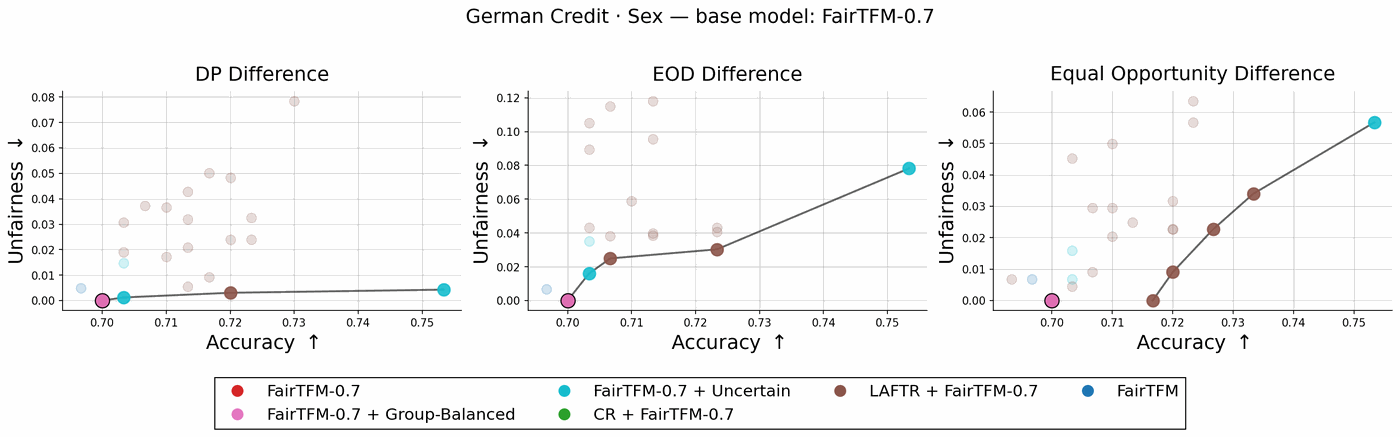 German Credit · Sex — base model: FairTFM-0.7
DP Difference
EOD Difference
Equal Opportunity Difference
Unfairness ↓
0.08
0.07
0.06
0.05
0.04
0.03
0.02
0.01
0.00
0.70 0.71 0.72 0.73 0.74 0.75
Accuracy ↑
Unfairness ↓
0.12
0.10
0.08
0.06
0.04
0.02
0.00
0.70 0.71 0.72 0.73 0.74 0.75
Accuracy ↑
Unfairness ↓
0.06
0.05
0.04
0.03
0.02
0.01
0.00
0.70 0.71 0.72 0.73 0.74 0.75
Accuracy ↑
FairTFM-0.7
FairTFM-0.7 + Group-Balanced
FairTFM-0.7 + Uncertain
CR + FairTFM-0.7
LAFTR + FairTFM-0.7
FairTFM